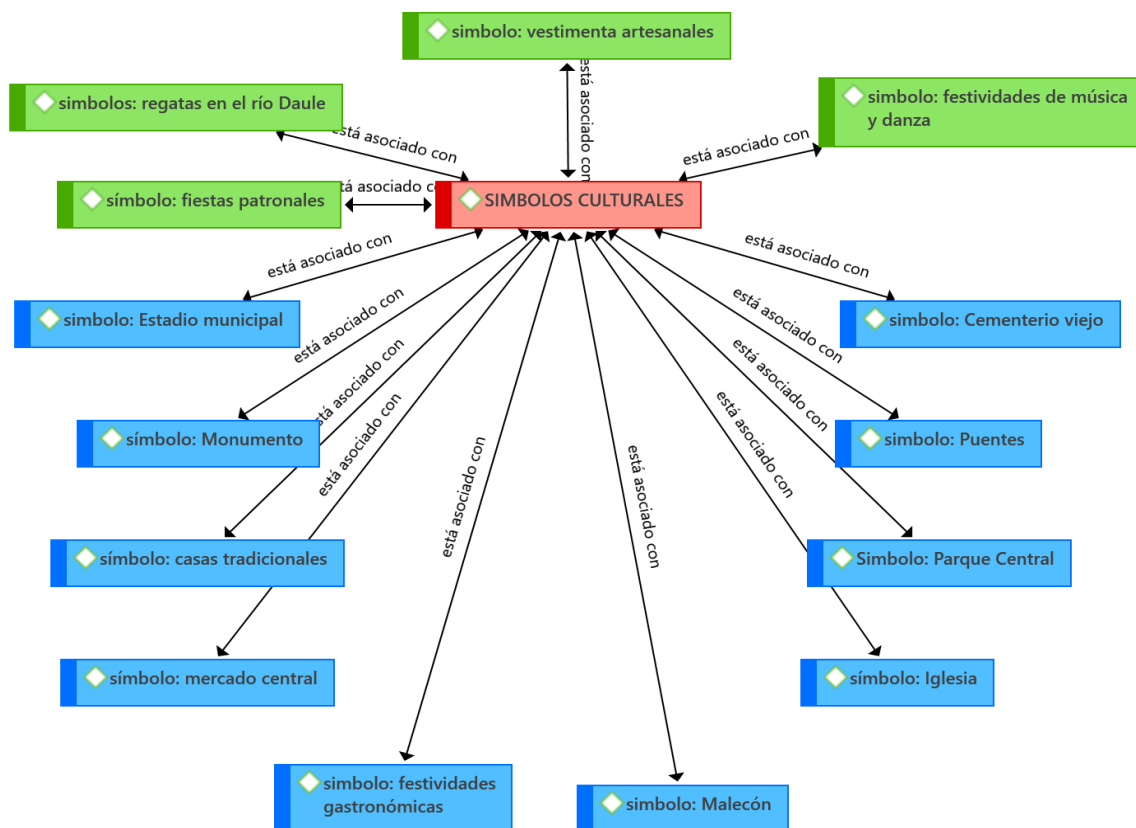 simbolo: vestimenta artesanales
simbolos: regatas en el río Daule
simbolo: festividades de música
y danza
está asociado con
está asociado con
está asociado con
está asociado con
símbolo: fiestas patronales
SIMBOLOS CULTURALES
está asociado con
está asociado con
simbolo: Estadio municipal
simbolo: Cementerio viejo
está asociado con
está asociado con
está asociado con
está asociado con
símbolo: Monumento
simbolo: Puentes
está asociado con
está asociado con
está asociado con
está asociado con
símbolo: casas tradicionales
Simbolo: Parque Central
símbolo: mercado central
símbolo: Iglesia
simbolo: festividades
gastronómicas
simbolo: Malecón